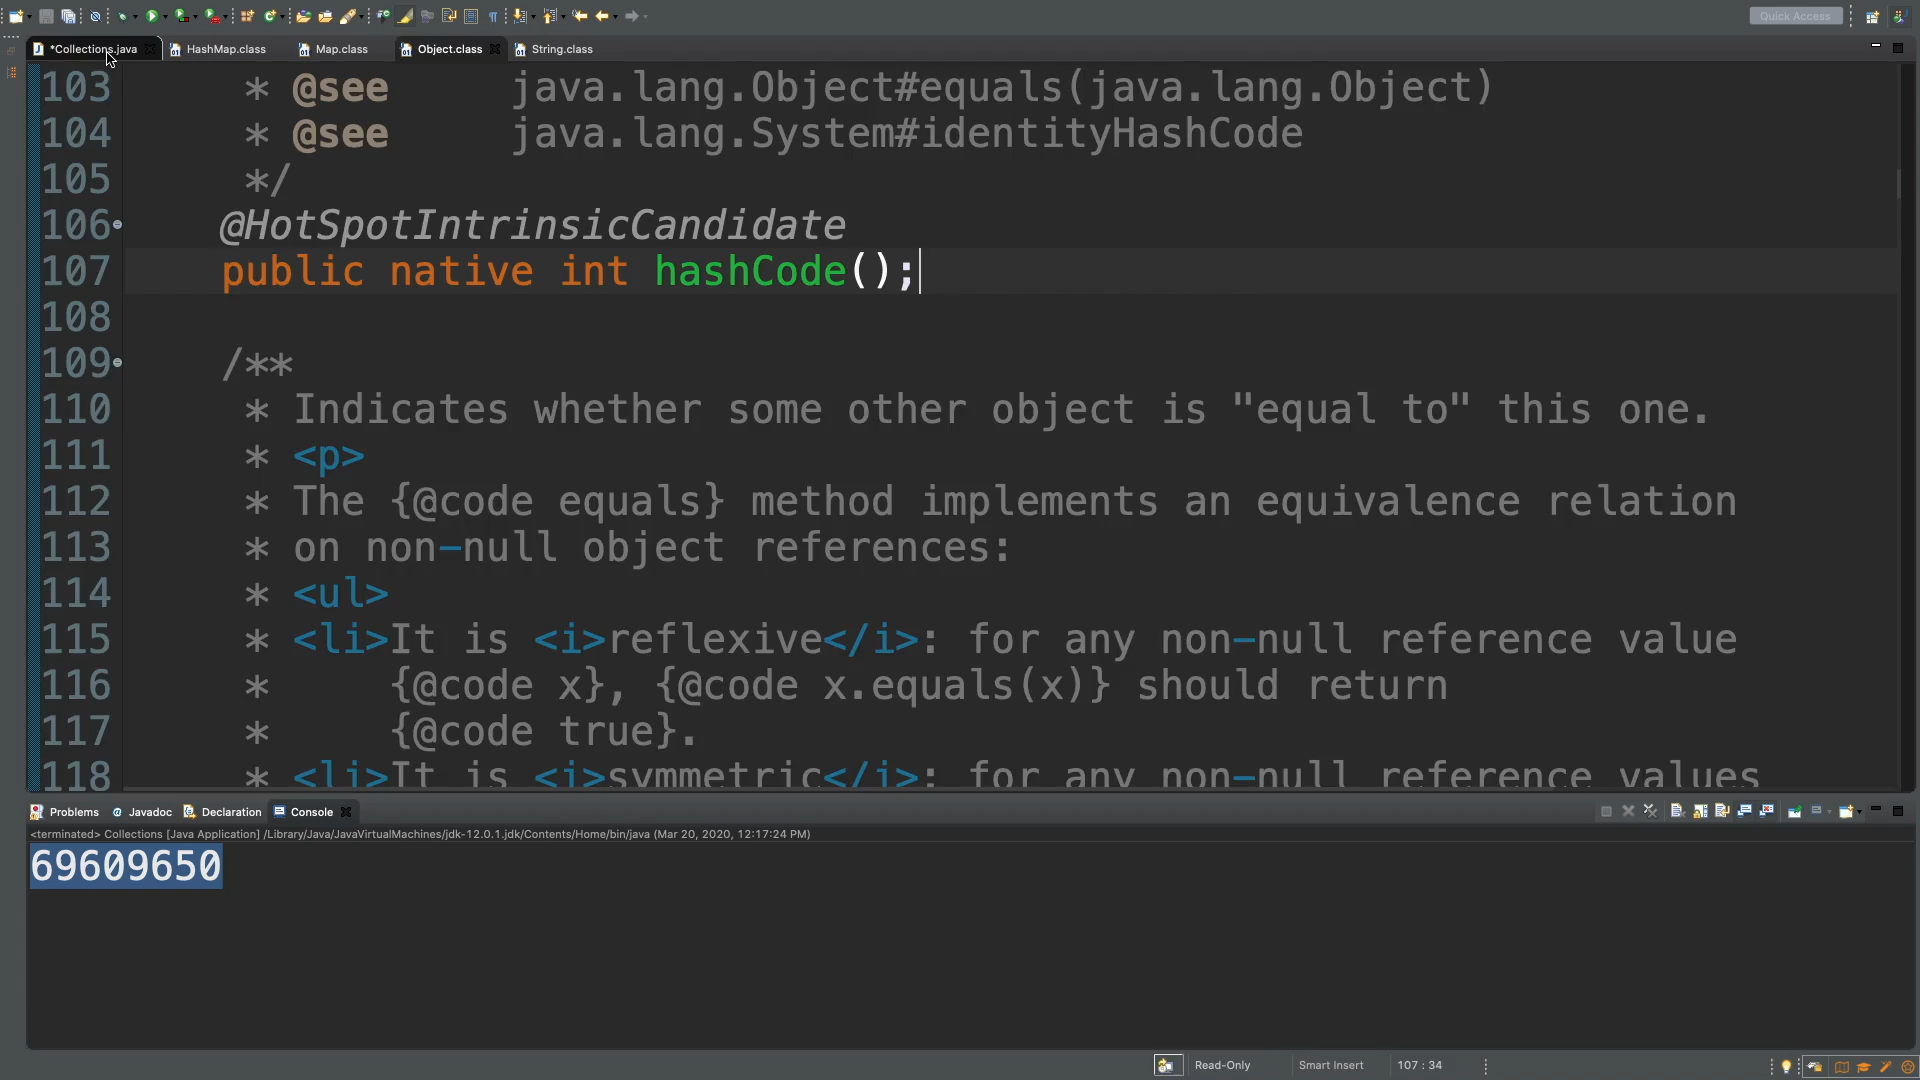 Quick Access
*Collections.java
HashMap.class
Map.class
Object.class
String.class
103 * @see java.lang.Object#equals(java.lang.Object)
104 * @see java.lang.System#identityHashCode
105 */
106 @HotSpotIntrinsicCandidate
107 public native int hashCode();
108
109 /**
110 * Indicates whether some other object is "equal to" this one.
111 * <p>
112 * The {@code equals} method implements an equivalence relation
113 * on non-null object references:
114 * <ul>
115 * <li>It is <i>reflexive</i>: for any non-null reference value
116 * {@code x}, {@code x.equals(x)} should return
117 * {@code true}.
118 * <li>It is <i>symmetric</i>: for any non-null reference values
Problems
Javadoc
Declaration
Console
<terminated> Collections [Java Application] /Library/Java/JavaVirtualMachines/jdk-12.0.1.jdk/Contents/Home/bin/java (Mar 20, 2020, 12:17:24 PM)
69609650
Read-Only
Smart Insert
107 : 34